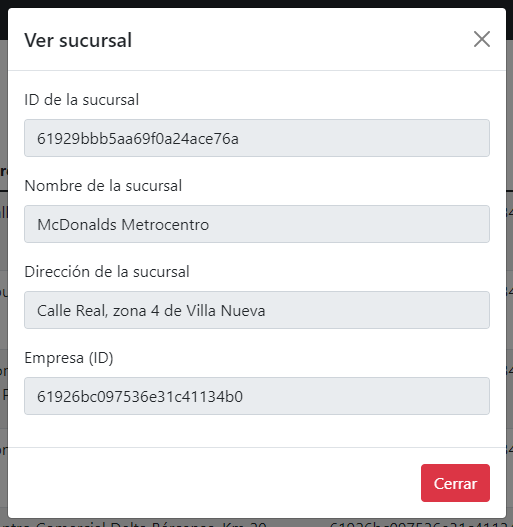 Ver sucursal
ID de la sucursal
61929bbb5aa69f0a24ace76a
Nombre de la sucursal
McDonalds Metrocentro
Dirección de la sucursal
Calle Real, zona 4 de Villa Nueva
Empresa (ID)
61926bc097536e31c41134b0
Cerrar